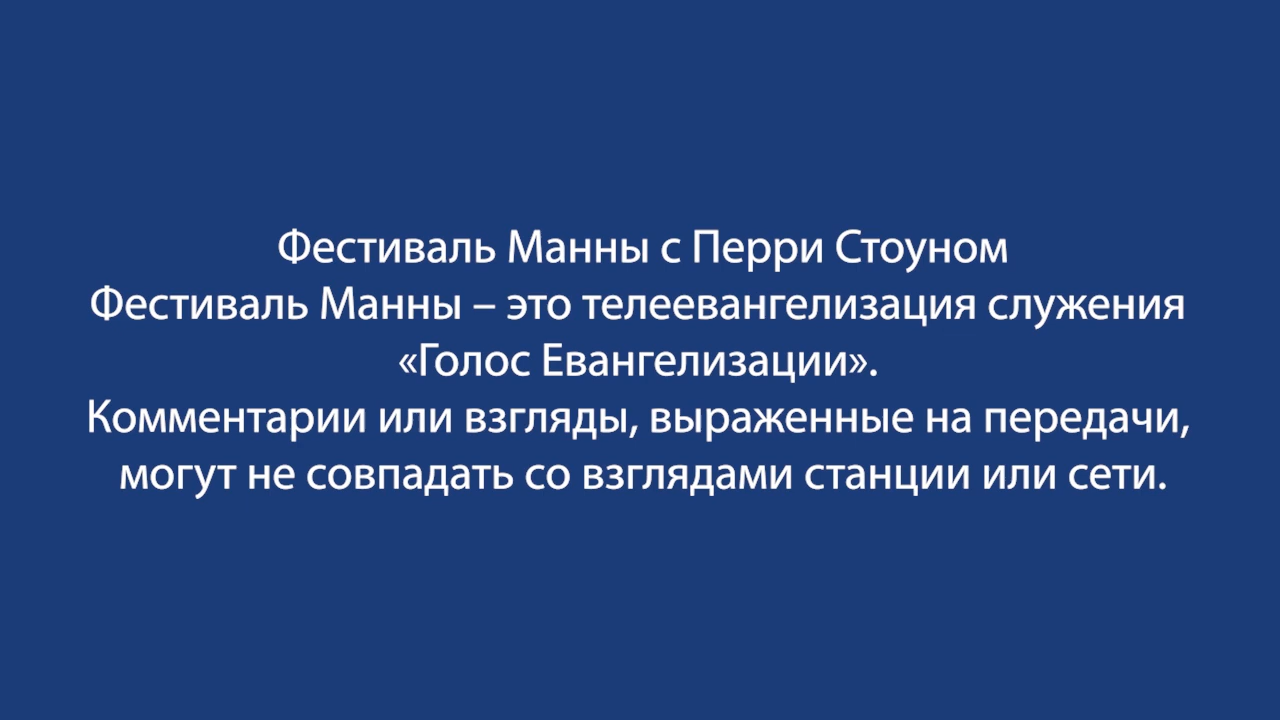 Фестиваль Манны с Перри Стоуном
Фестиваль Манны – это телеевангелизация служения
«Голос Евангелизации».
Комментарии или взгляды, выраженные на передачи,
могут не совпадать со взглядами станции или сети.